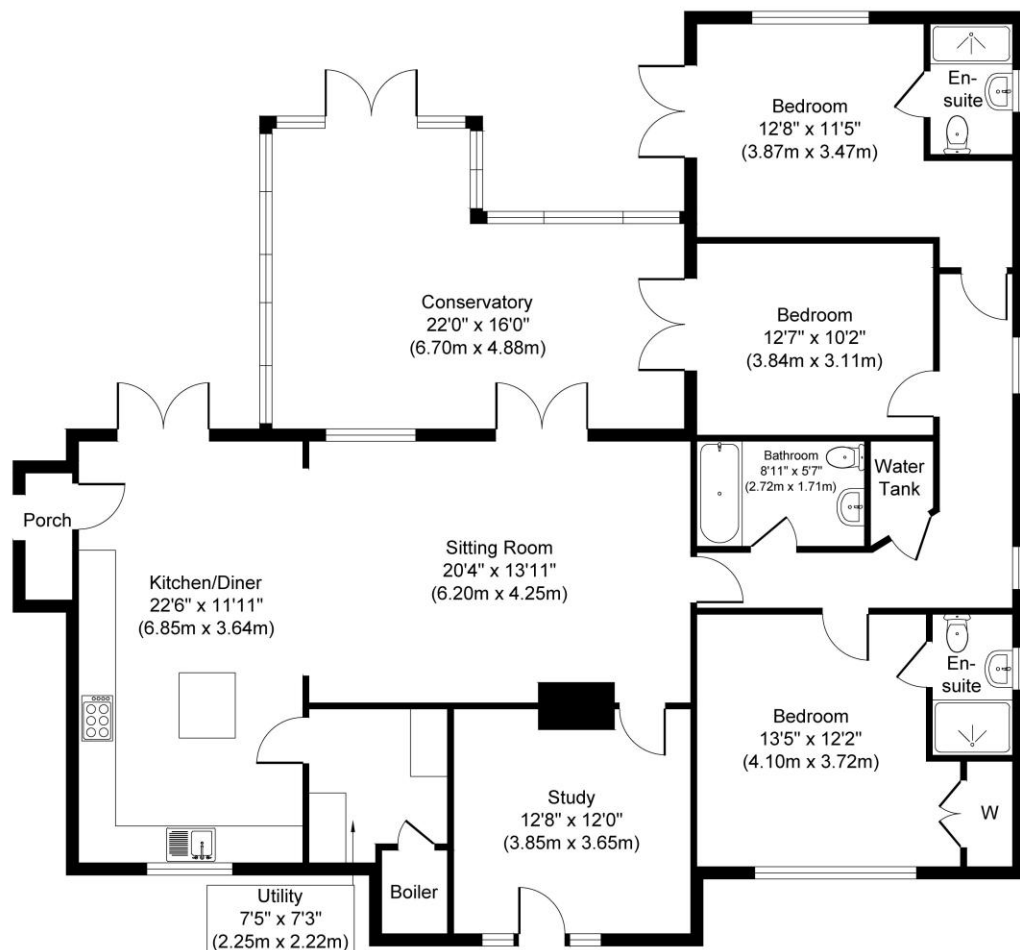 En-
suite
Bedroom
12'8" x 11'5"
(3.87m x 3.47m)
Conservatory
22'0" x 16'0"
(6.70m x 4.88m)
Bedroom
12'7" x 10'2"
(3.84m x 3.11m)
Bathroom
8'11" x 5'7"
(2.72m x 1.71m)
Water
Tank
Porch
Sitting Room
20'4" x 13'11"
(6.20m x 4.25m)
Kitchen/Diner
22'6" x 11'11"
(6.85m x 3.64m)
En-
suite
Bedroom
13'5" x 12'2"
(4.10m x 3.72m)
W
Study
12'8" x 12'0"
(3.85m x 3.65m)
Boiler
Utility
7'5" x 7'3"
(2.25m x 2.22m)